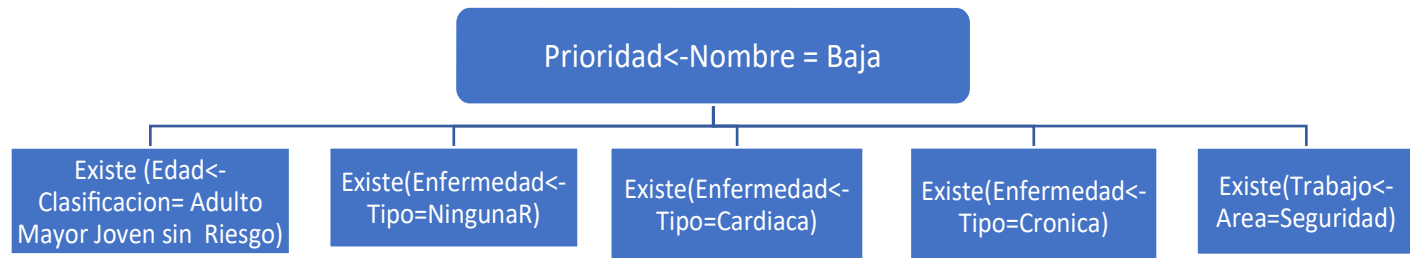 Prioridad<-Nombre = Baja
Existe (Edad<-
Clasificacion= Adulto
Mayor Joven sin  Riesgo)
Existe(Enfermedad<-
Tipo=NingunaR)
Existe(Enfermedad<-
Tipo=Cardiaca)
Existe(Enfermedad<-
Tipo=Cronica)
Existe(Trabajo<-
Area=Seguridad)